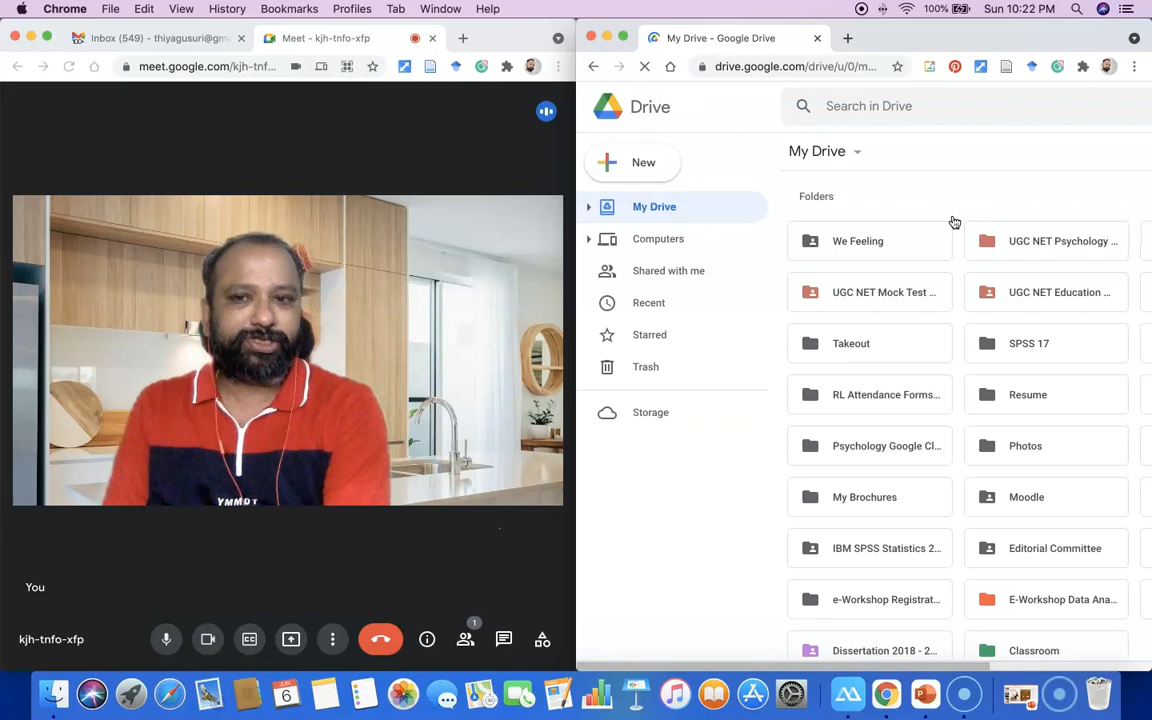 Chrome File Edit View History Bookmarks Profiles Tab Window Help 100% Sun 10:22 PM
Inbox (549) - thiyagusuri@gm
Meet - kjh-tnfo-xfp
My Drive - Google Drive
meet.google.com/kjh-tnf...
drive.google.com/drive/u/0/m...
Drive
Search in Drive
New
My Drive
My Drive
Computers
Shared with me
Recent
Starred
Trash
Storage
Folders
We Feeling
UGC NET Psychology ...
UGC NET Mock Test ...
UGC NET Education ...
Takeout
SPSS 17
RL Attendance Forms...
Resume
Psychology Google Cl...
Photos
My Brochures
Moodle
IBM SPSS Statistics 2...
Editorial Committee
e-Workshop Registrat...
E-Workshop Data Ana...
Dissertation 2018 - 2...
Classroom
YMMDT
You
kjh-tnfo-xfp
1
JUN
6